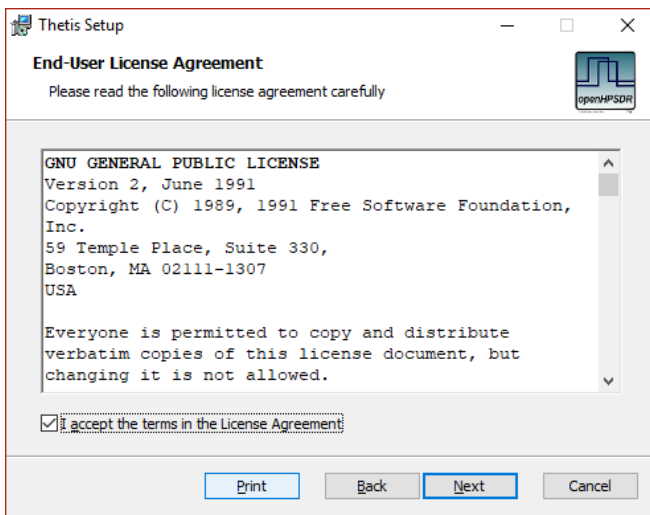 Thetis Setup
End-User License Agreement
Please read the following license agreement carefully
openHPSDR
GNU GENERAL PUBLIC LICENSE
Version 2, June 1991
Copyright (C) 1989, 1991 Free Software Foundation,
Inc.
59 Temple Place, Suite 330,
Boston, MA 02111-1307
USA
Everyone is permitted to copy and distribute
verbatim copies of this license document, but
changing it is not allowed.
I accept the terms in the License Agreement
Print
Back
Next
Cancel